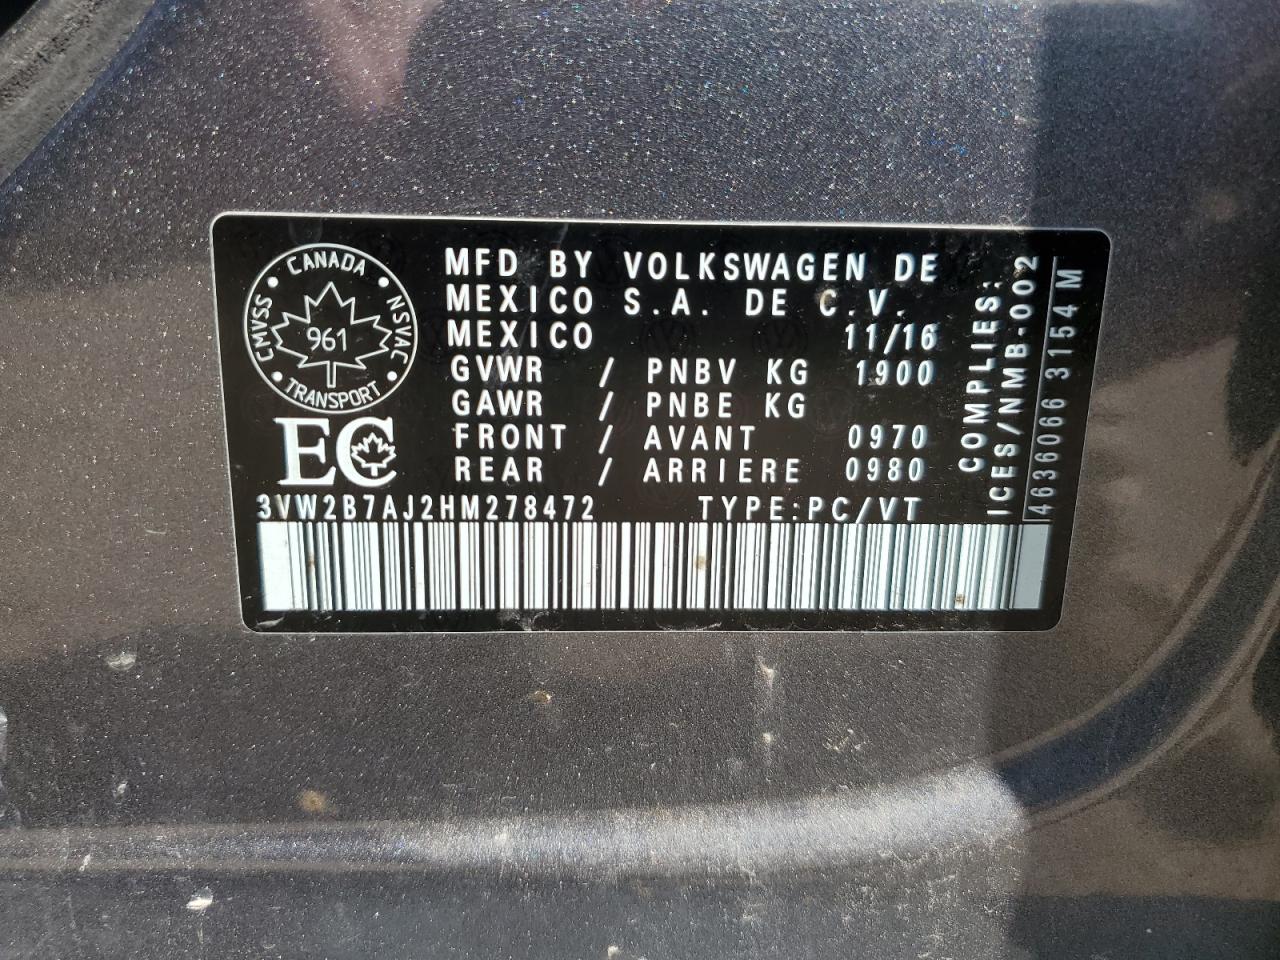 CANADA
CMVSS
NSVAC
961
TRANSPORT
EC
MFD BY VOLKSWAGEN DE
MEXICO S.A. DE C.V.
MEXICO 11/16
GVWR / PNBV KG 1900
GAWR / PNBE KG
FRONT / AVANT 0970
REAR / ARRIERE 0980
3VW2B7AJ2HM278472 TYPE:PC/VT
COMPLIES:
ICES/NMB-002
4636066 3154 M